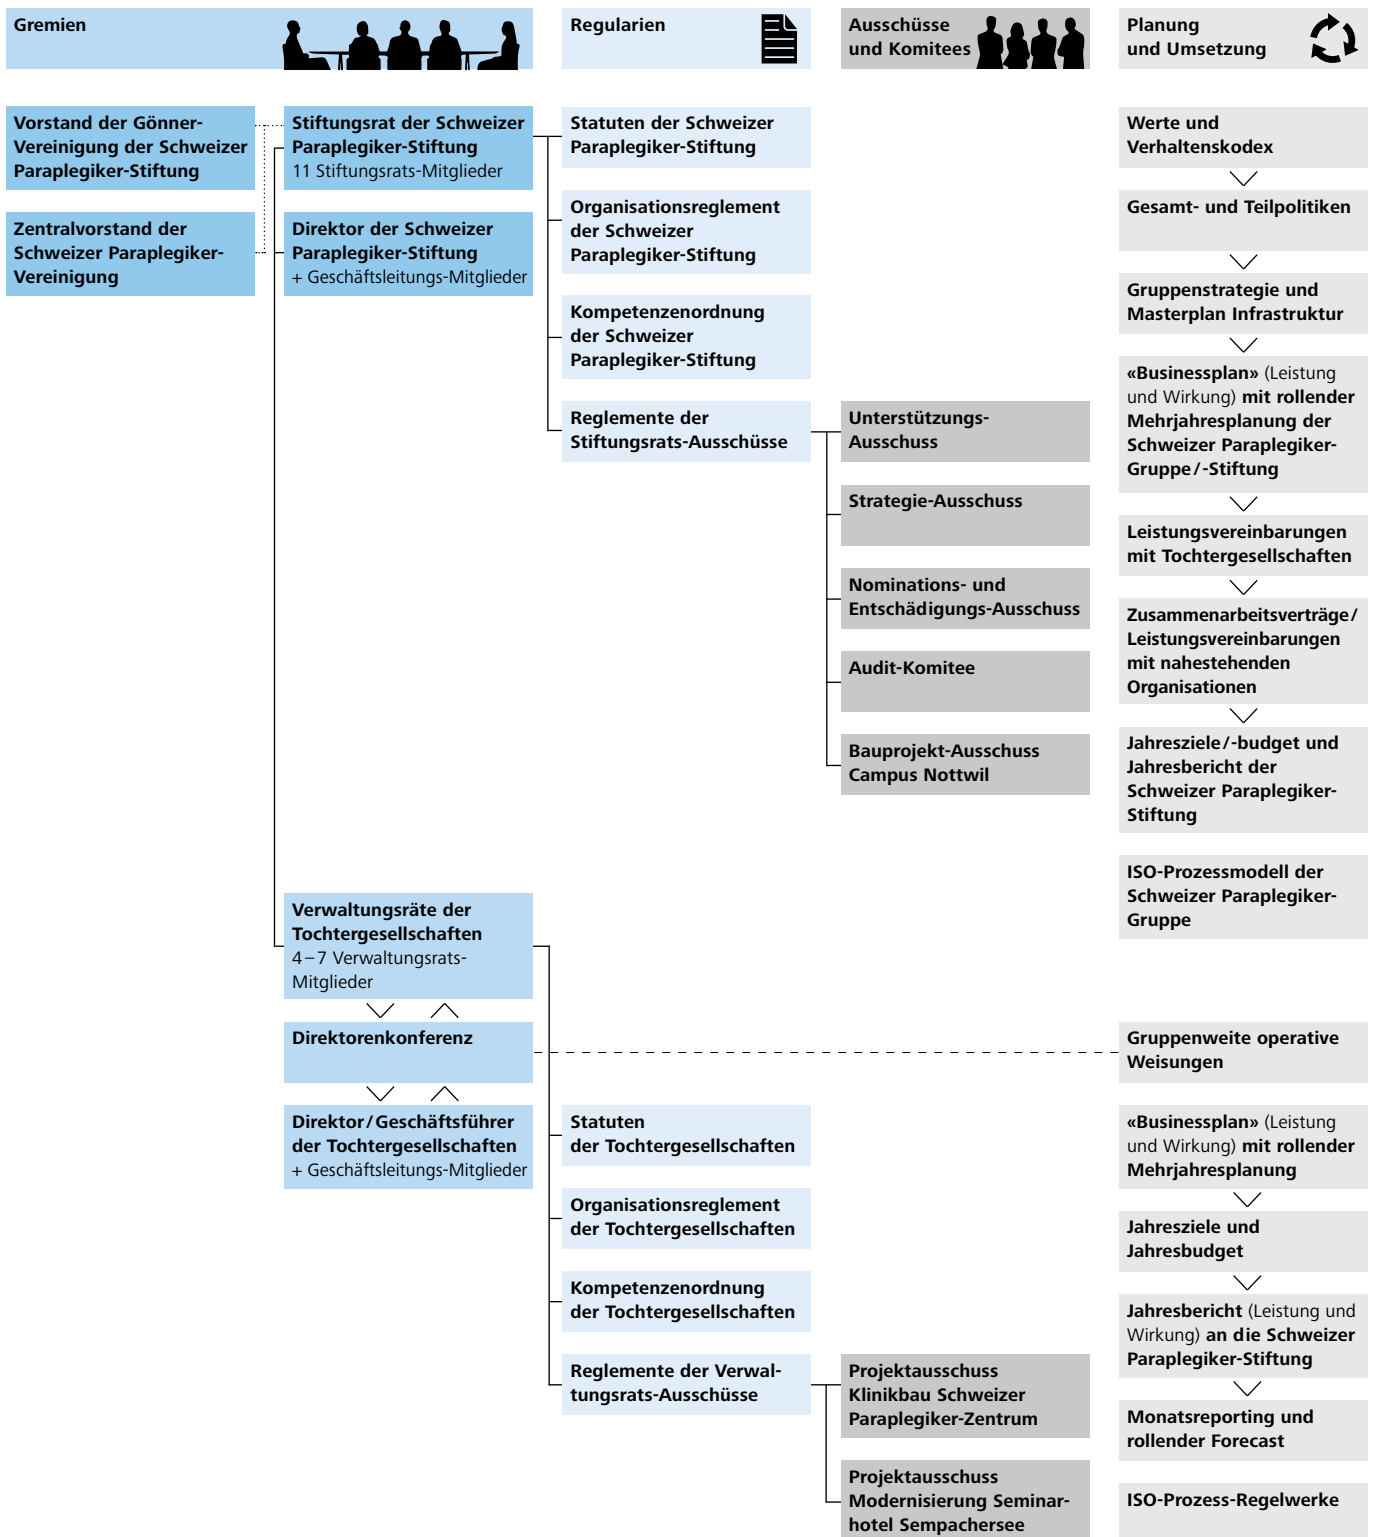 Gremien
Regularien
Ausschüsse
und Komitees
Planung
und Umsetzung
Vorstand der Gönner-
Vereinigung der Schweizer
Paraplegiker-Stiftung
Zentralvorstand der
Schweizer Paraplegiker-
Vereinigung
Stiftungsrat der Schweizer
Paraplegiker-Stiftung
11 Stiftungsrats-Mitglieder
Direktor der Schweizer
Paraplegiker-Stiftung
+ Geschäftsleitungs-Mitglieder
Statuten der Schweizer
Paraplegiker-Stiftung
Organisationsreglement
der Schweizer
Paraplegiker-Stiftung
Kompetenzenordnung
der Schweizer
Paraplegiker-Stiftung
Reglemente der
Stiftungsrats-Ausschüsse
Unterstützungs-
Ausschuss
Strategie-Ausschuss
Nominations- und
Entschädigungs-Ausschuss
Audit-Komitee
Bauprojekt-Ausschuss
Campus Nottwil
Werte und
Verhaltenskodex
Gesamt- und Teilpolitiken
Gruppenstrategie und
Masterplan Infrastruktur
«Businessplan» (Leistung
und Wirkung) mit rollender
Mehrjahresplanung der
Schweizer Paraplegiker-
Gruppe/-Stiftung
Leistungsvereinbarungen
mit Tochtergesellschaften
Zusammenarbeitsverträge/
Leistungsvereinbarungen
mit nahestehenden
Organisationen
Jahresziele/-budget und
Jahresbericht der
Schweizer Paraplegiker-
Stiftung
ISO-Prozessmodell der
Schweizer Paraplegiker-
Gruppe
Verwaltungsräte der
Tochtergesellschaften
4–7 Verwaltungsrats-
Mitglieder
Direktorenkonferenz
Direktor/Geschäftsführer
der Tochtergesellschaften
+ Geschäftsleitungs-Mitglieder
Statuten
der Tochtergesellschaften
Organisationsreglement
der Tochtergesellschaften
Kompetenzenordnung
der Tochtergesellschaften
Reglemente der Verwal-
tungsrats-Ausschüsse
Projektausschuss
Klinikbau Schweizer
Paraplegiker-Zentrum
Projektausschuss
Modernisierung Seminar-
hotel Sempachersee
Gruppenweite operative
Weisungen
«Businessplan» (Leistung
und Wirkung) mit rollender
Mehrjahresplanung
Jahresziele und
Jahresbudget
Jahresbericht (Leistung und
Wirkung) an die Schweizer
Paraplegiker-Stiftung
Monatsreporting und
rollender Forecast
ISO-Prozess-Regelwerke